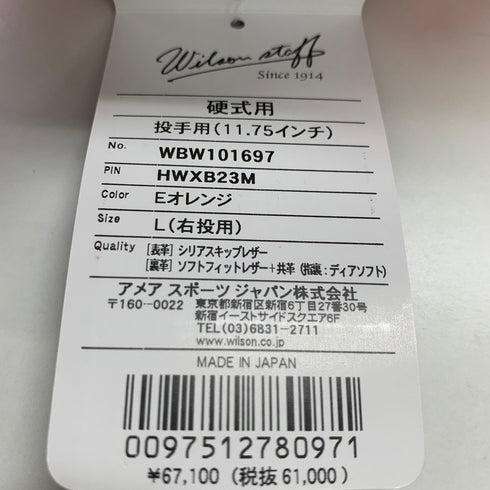 Wilson staff
Since 1914
硬式用
投手用(11.75インチ)
No. WBW101697
PIN HWXB23M
Color Eオレンジ
Size L(右投用)
Quality [表革]シリアスキップレザー
[裏革]ソフトフィットレザー+共革(指裏:ディアソフト)
アメア スポーツ ジャパン株式会社
〒160-0022 東京都新宿区新宿6丁目27番30号
新宿イーストサイドスクエア6F
TEL(03)6831-2711
www.wilson.co.jp
MADE IN JAPAN
0097512780971
¥67,100 (税抜 61,000)